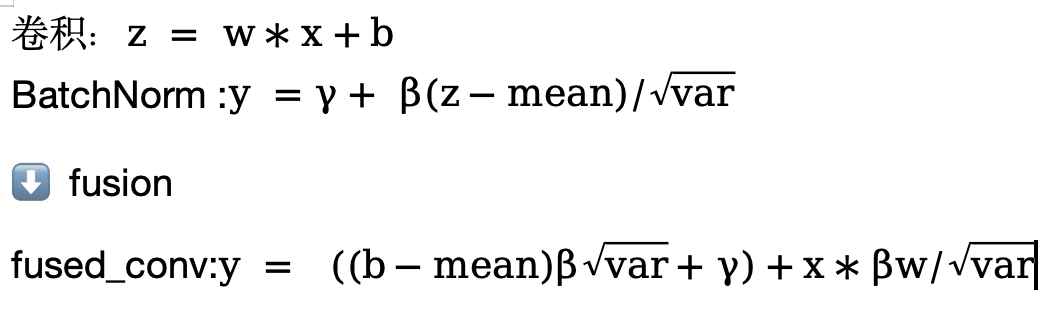 卷积：z = w∗x+b
BatchNorm :y = γ+ β(z−mean)/√var
⬇ fusion
fused_conv:y = ((b−mean)β√var+γ)+x∗βw/√var